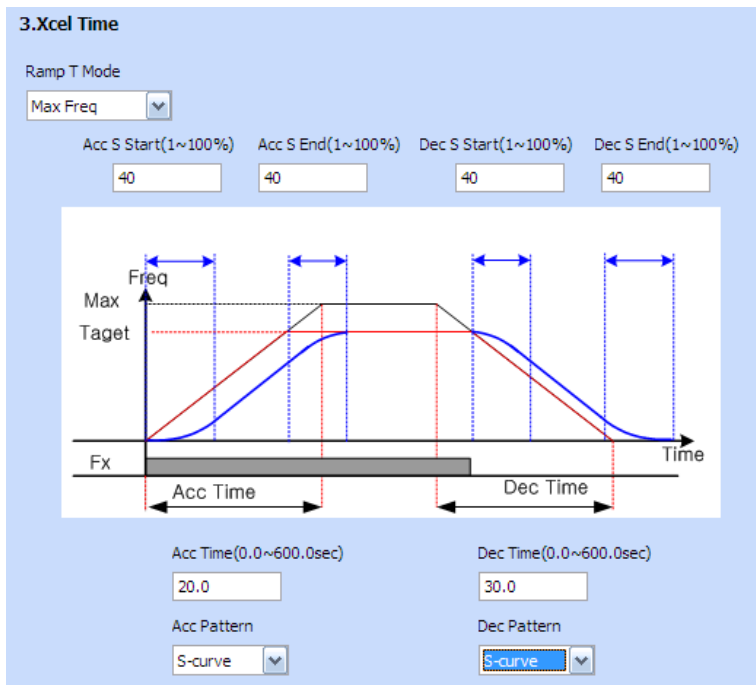 3.Xcel Time
Ramp T Mode
Max Freq
Acc S Start(1~100%) Acc S End(1~100%) Dec S Start(1~100%) Dec S End(1~100%)
40 40 40 40
Freq
Max
Taget
Time
Fx
Acc Time Dec Time
Acc Time(0.0~600.0sec) Dec Time(0.0~600.0sec)
20.0 30.0
Acc Pattern Dec Pattern
S-curve S-curve